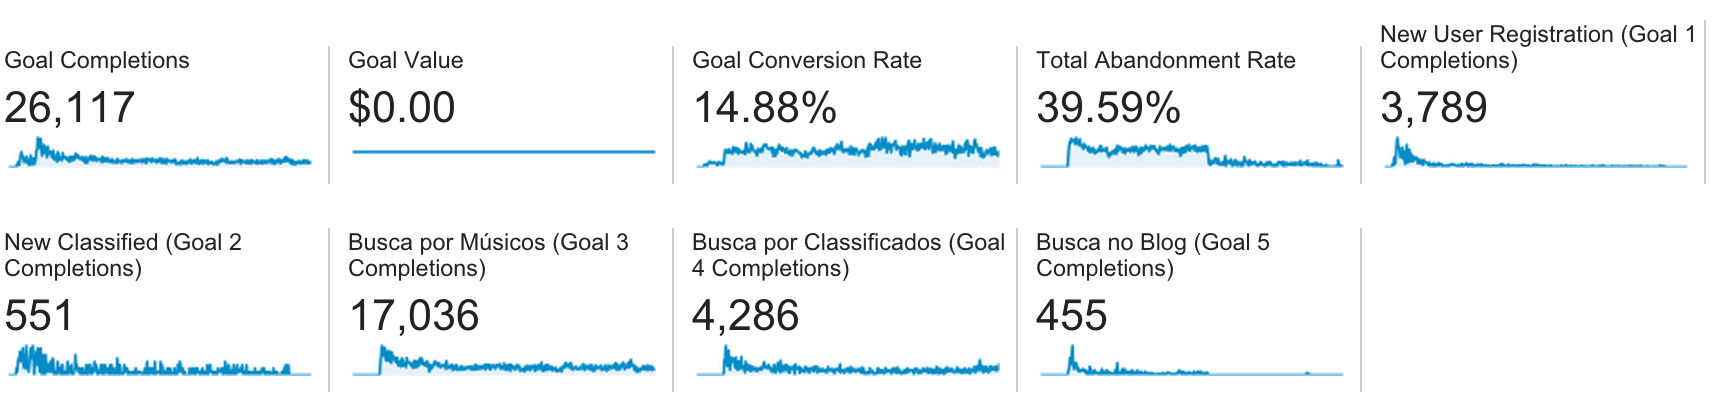 Goal Completions
26,117
Goal Value
$0.00
Goal Conversion Rate
14.88%
Total Abandonment Rate
39.59%
New User Registration (Goal 1
Completions)
3,789
New Classified (Goal 2
Completions)
551
Busca por Músicos (Goal 3
Completions)
17,036
Busca por Classificados (Goal
4 Completions)
4,286
Busca no Blog (Goal 5
Completions)
455